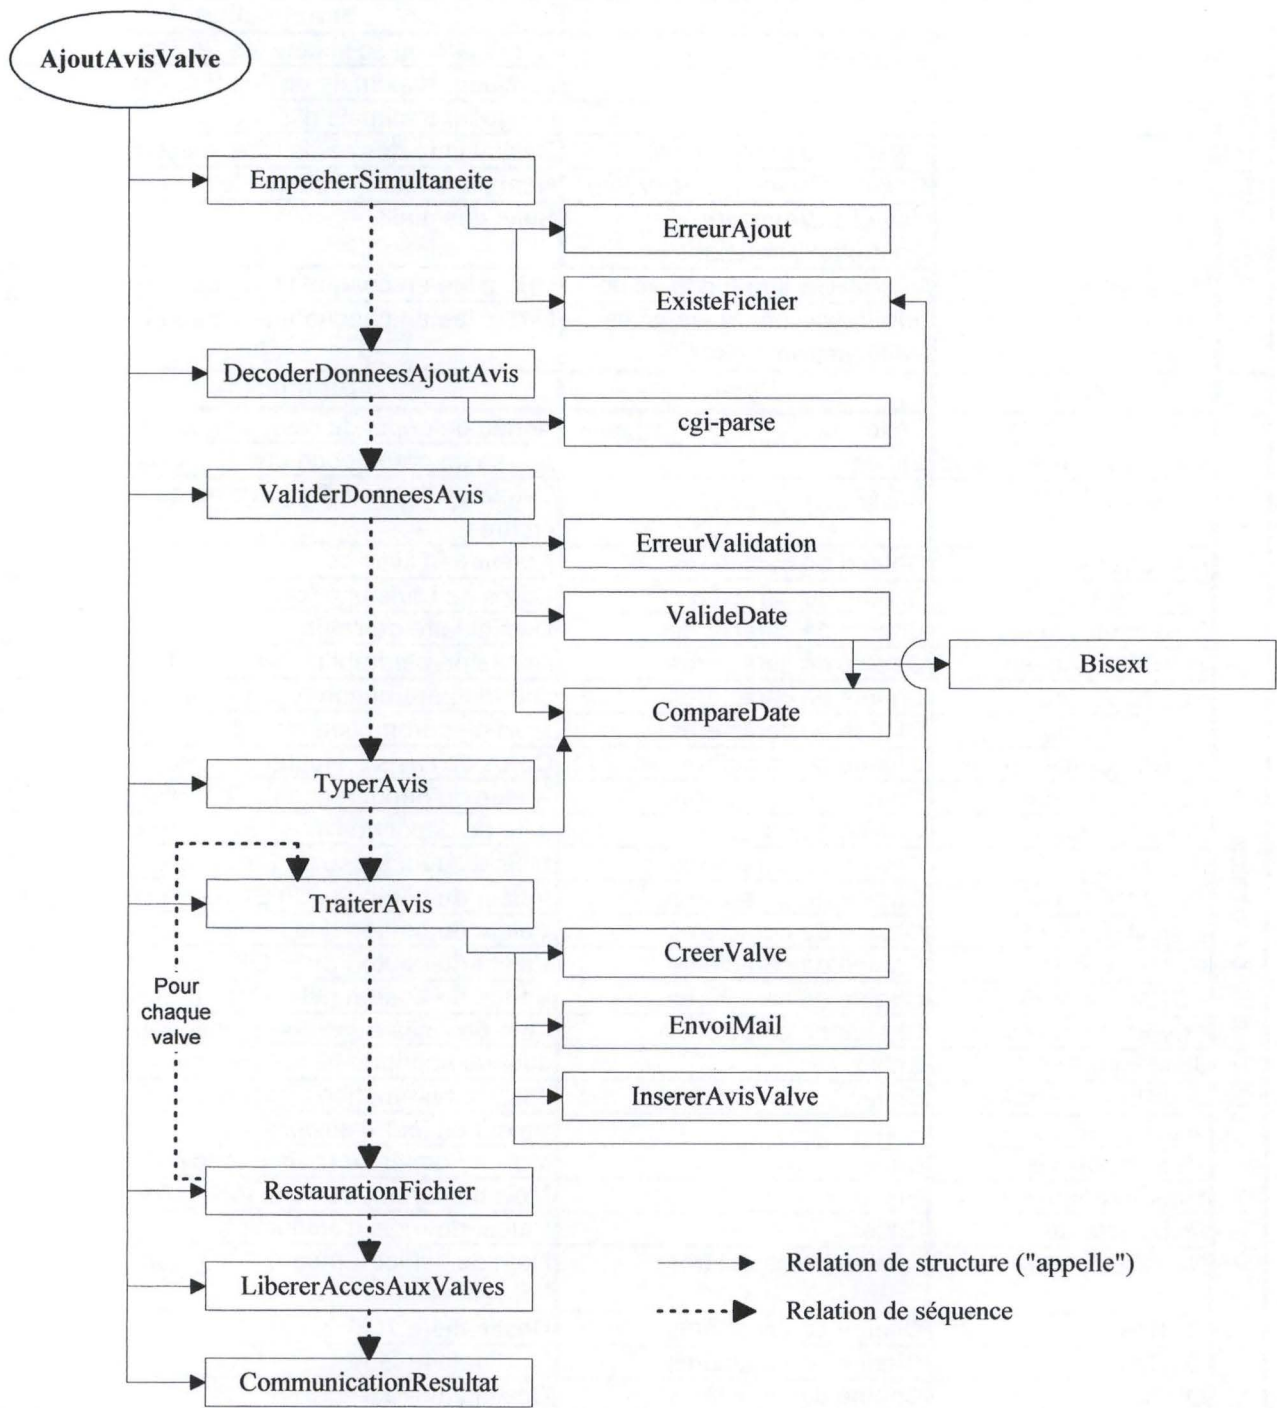 AjoutAvisValve
EmpecherSimultaneite
ErreurAjout
ExisteFichier
DecoderDonneesAjoutAvis
cgi-parse
ValiderDonneesAvis
ErreurValidation
ValideDate
Bisext
CompareDate
TyperAvis
TraiterAvis
CreerValve
Pour
chaque
valve
EnvoiMail
InsererAvisValve
RestaurationFichier
Relation de structure ("appelle")
LibererAccesAuxValves
Relation de séquence
CommunicationResultat